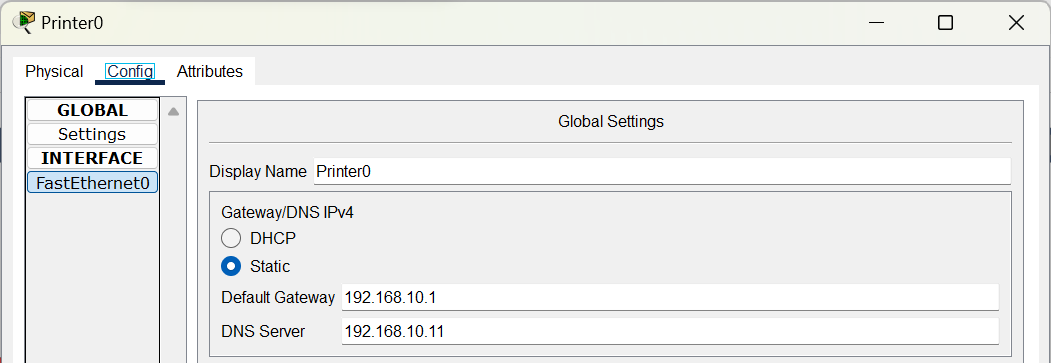 Printer0
Physical Config Attributes
GLOBAL
Settings
INTERFACE
FastEthernet0
Global Settings
Display Name Printer0
Gateway/DNS IPv4
DHCP
Static
Default Gateway 192.168.10.1
DNS Server 192.168.10.11